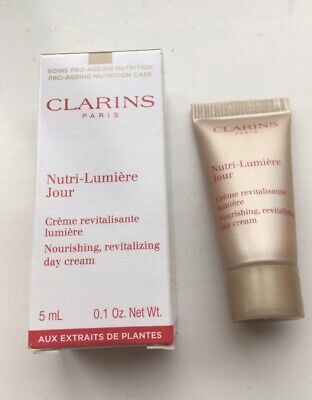 SOINS PRO-AGEING NUTRITION
PRO-AGEING NUTRITION CARE
CLARINS
PARIS
Nutri-Lumière
Jour
Crème revitalisante
lumière
Nourishing, revitalizing
day cream
5 mL 0.1 Oz. Net Wt.
AUX EXTRAITS DE PLANTES
CLARINS
PARIS
Nutri-Lumière
Jour
Crème revitalisante
lumière
Nourishing, revitalizing
day cream